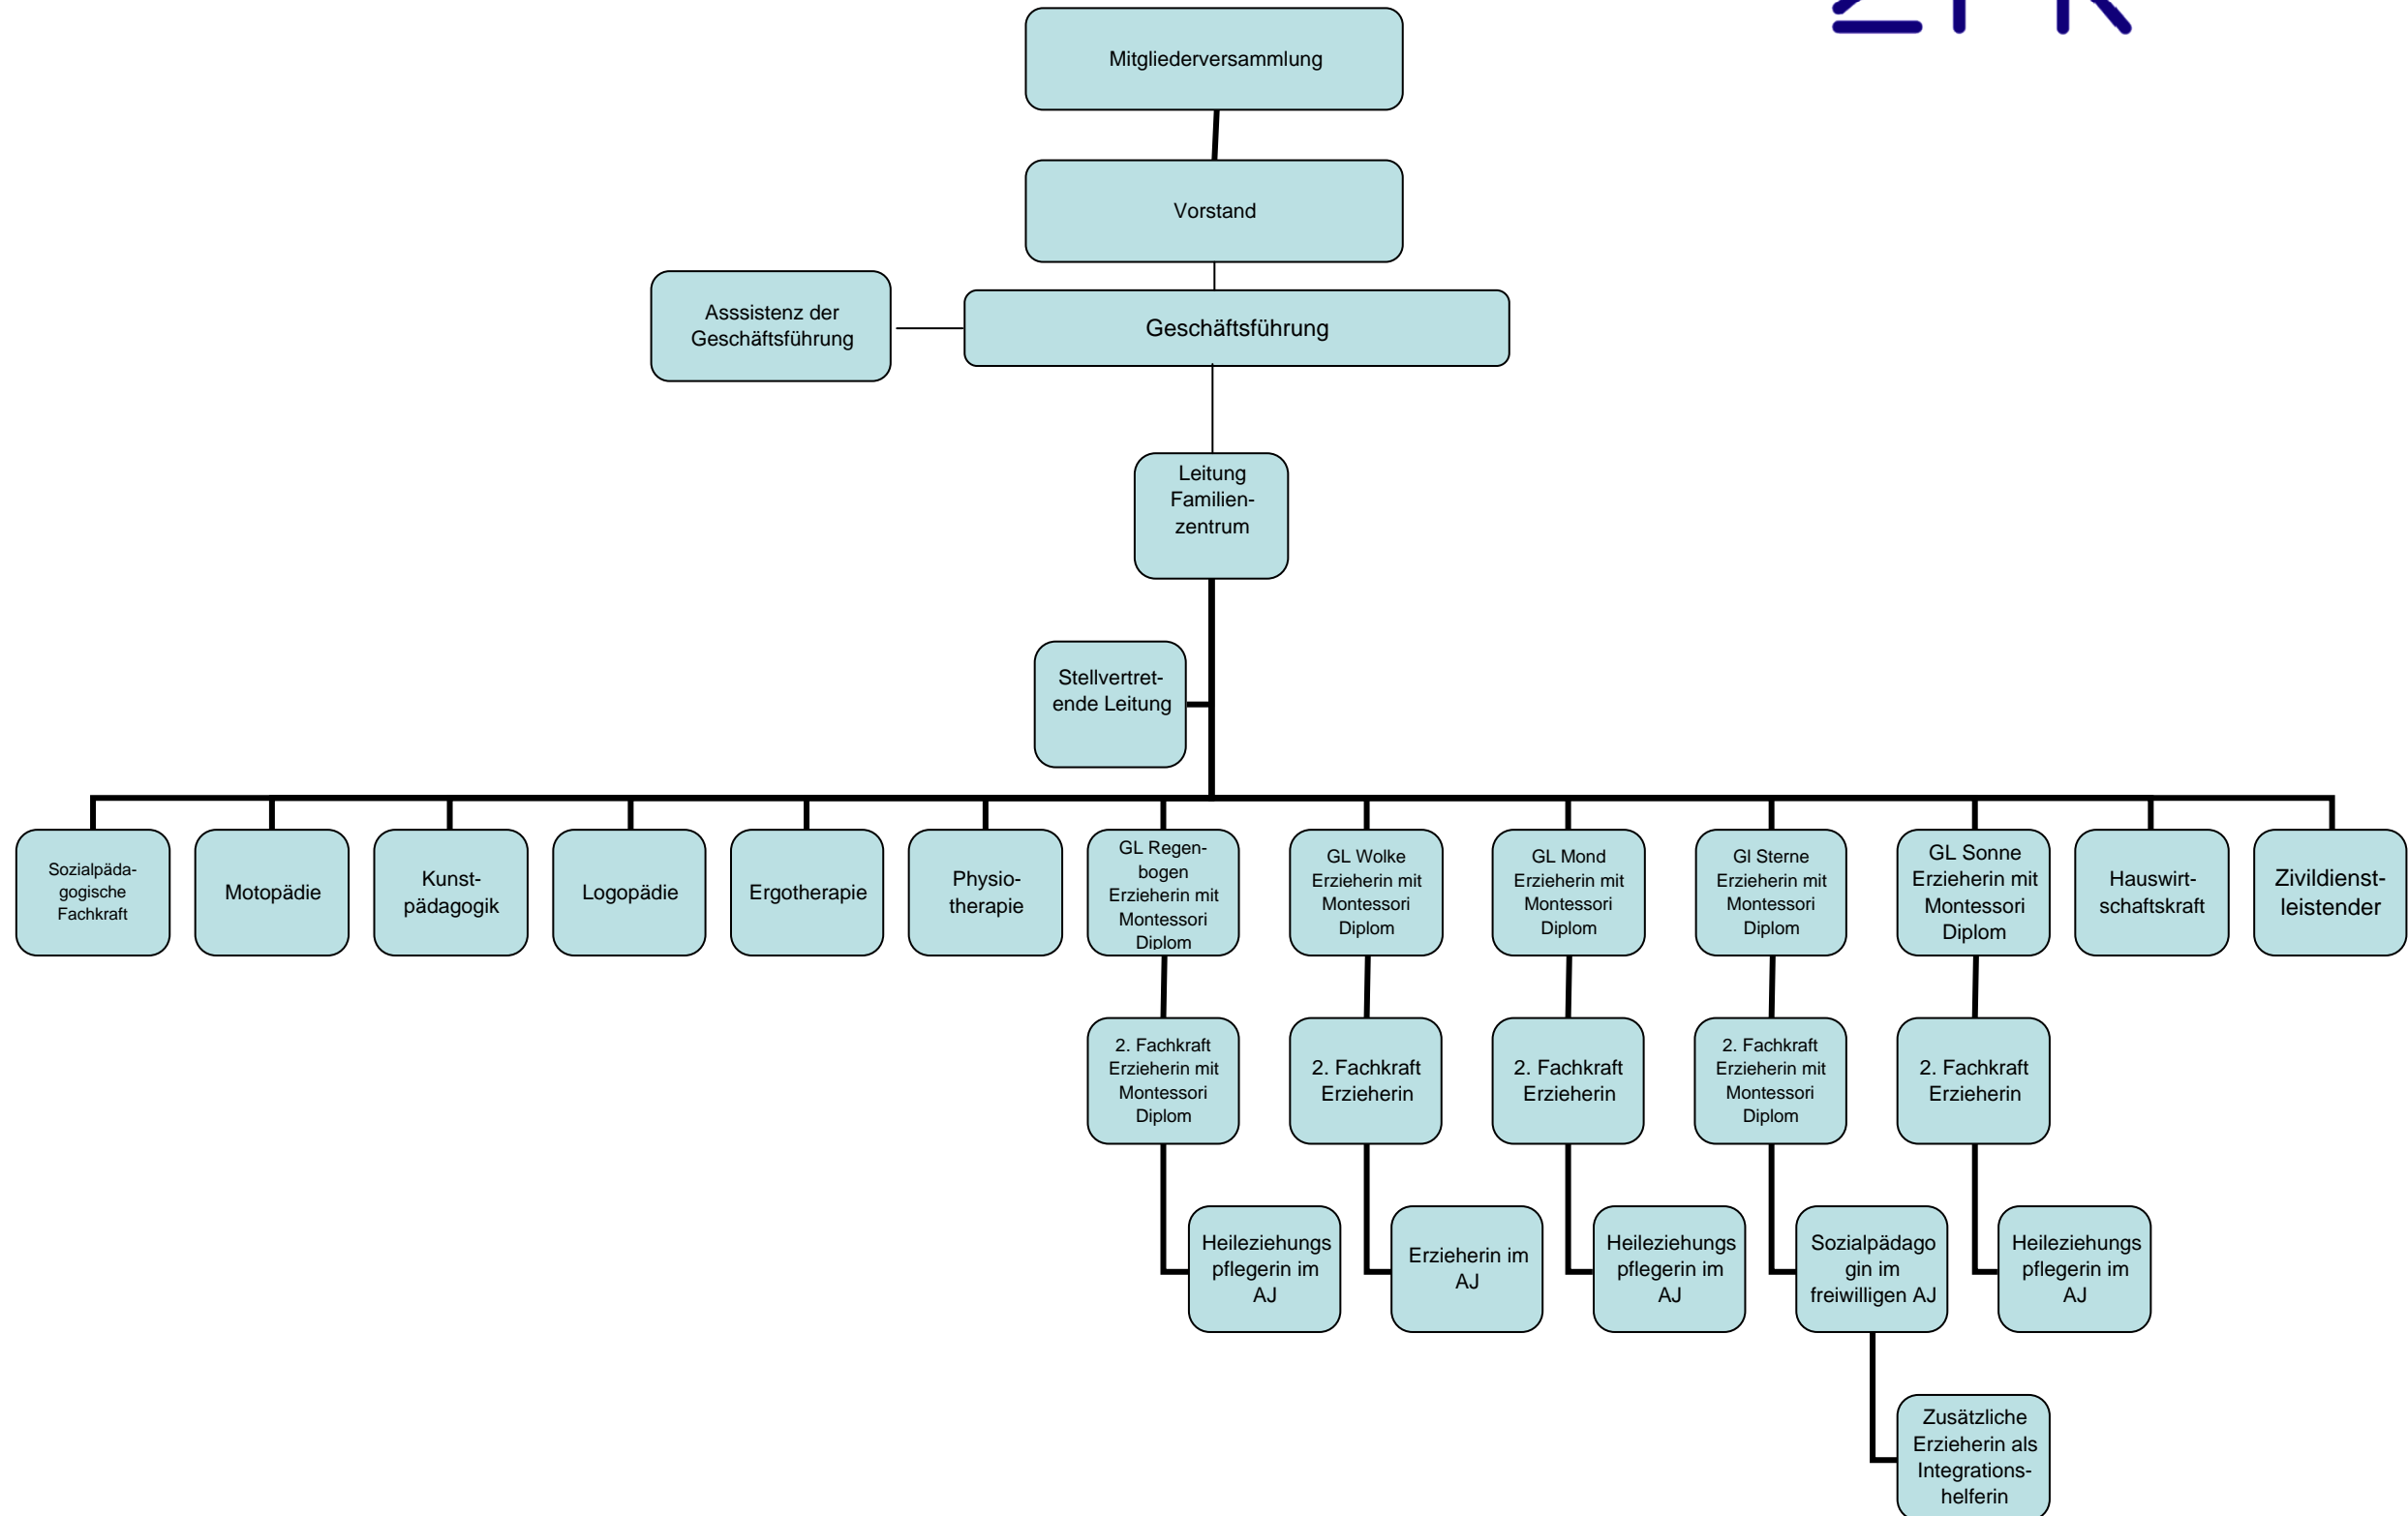 Mitgliederversammlung
Vorstand
Asssistenz der
Geschäftsführung
Geschäftsführung
Leitung
Familien-
zentrum
Stellvertret-
ende Leitung
Sozialpäda-
gogische
Fachkraft
Motopädie
Kunst-
pädagogik
Logopädie
Ergotherapie
Physio-
therapie
GL Regen-
bogen
Erzieherin mit
Montessori
Diplom
GL Wolke
Erzieherin mit
Montessori
Diplom
GL Mond
Erzieherin mit
Montessori
Diplom
Gl Sterne
Erzieherin mit
Montessori
Diplom
GL Sonne
Erzieherin mit
Montessori
Diplom
Hauswirt-
schaftskraft
Zivildienst-
leistender
2. Fachkraft
Erzieherin mit
Montessori
Diplom
2. Fachkraft
Erzieherin
2. Fachkraft
Erzieherin
2. Fachkraft
Erzieherin mit
Montessori
Diplom
2. Fachkraft
Erzieherin
Heileziehungs
pflegerin im
AJ
Erzieherin im
AJ
Heileziehungs
pflegerin im
AJ
Sozialpädago
gin im
freiwilligen AJ
Heileziehungs
pflegerin im
AJ
Zusätzliche
Erzieherin als
Integrations-
helferin